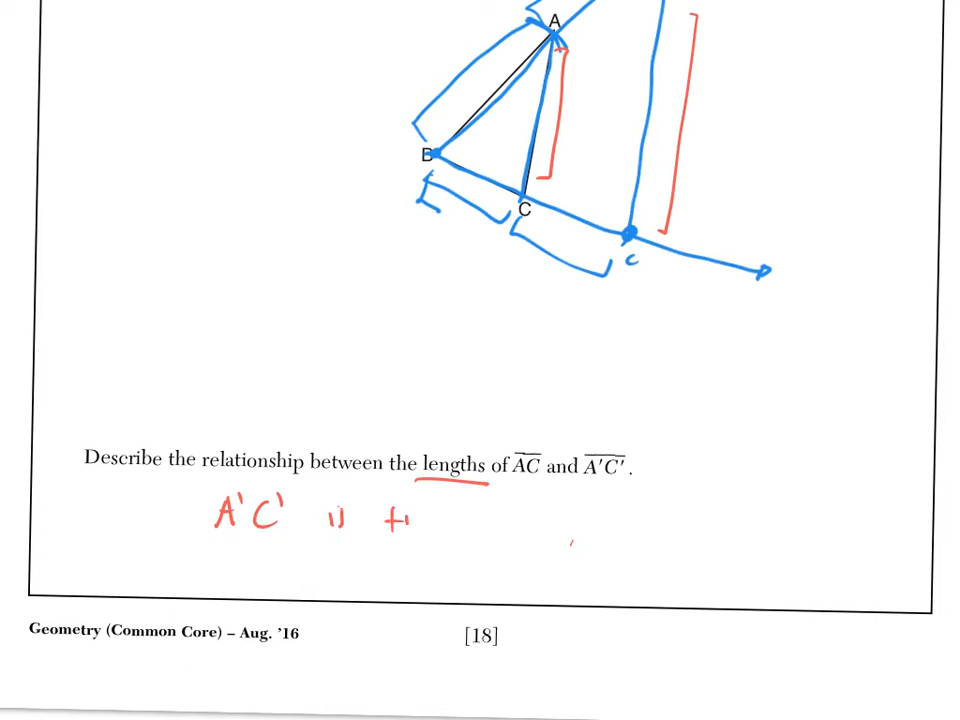 A
B
C
C
Describe the relationship between the lengths of AC and A'C'.
A'C' is
Geometry (Common Core) – Aug. '16 [18]